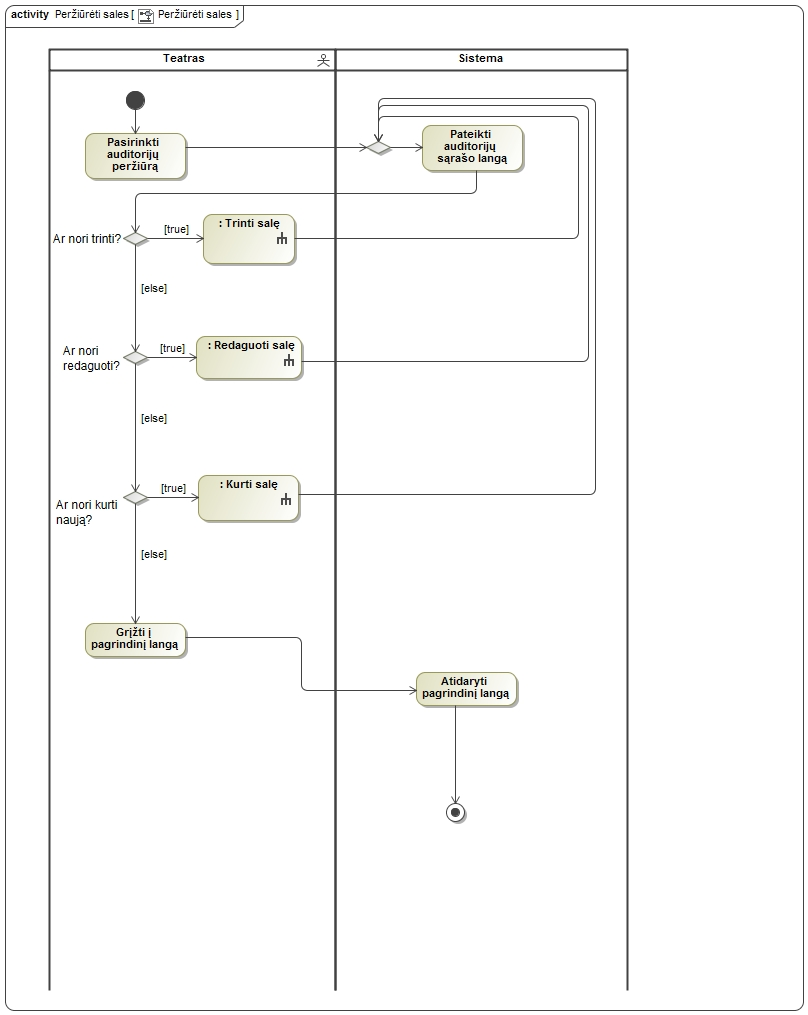 activity Peržiūrėti sales [ Peržiūrėti sales ]
Teatras
Sistema
Pasirinkti
auditorijų
peržiūrą
Pateikti
auditorijų
sąrašo langą
Ar nori trinti?
[true]
: Trinti salę
[else]
Ar nori
redaguoti?
[true]
: Redaguoti salę
[else]
Ar nori kurti
naują?
[true]
: Kurti salę
[else]
Grįžti į
pagrindinį langą
Atidaryti
pagrindinį langą